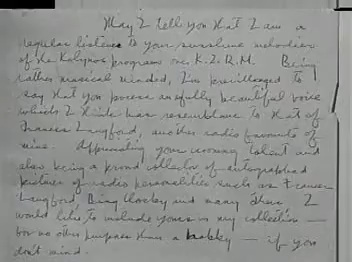 May I tell you that I am a
regular listener to your sunshine melodies
of the Kolynos programs over K.Z.R.M. Being
rather musical minded, I'm privileged to
say that you possess an awfully beautiful voice
which I think has resemblance to that of
Frances Langford, another radio favourite of
mine. Appreciating your crooning talent and
also being a proud collector of autographed
pictures of radio personalities such as Frances
Langford, Bing Crosby and many others I
would like to include yours in my collection —
for no other purpose than a hobby — if you
don't mind.